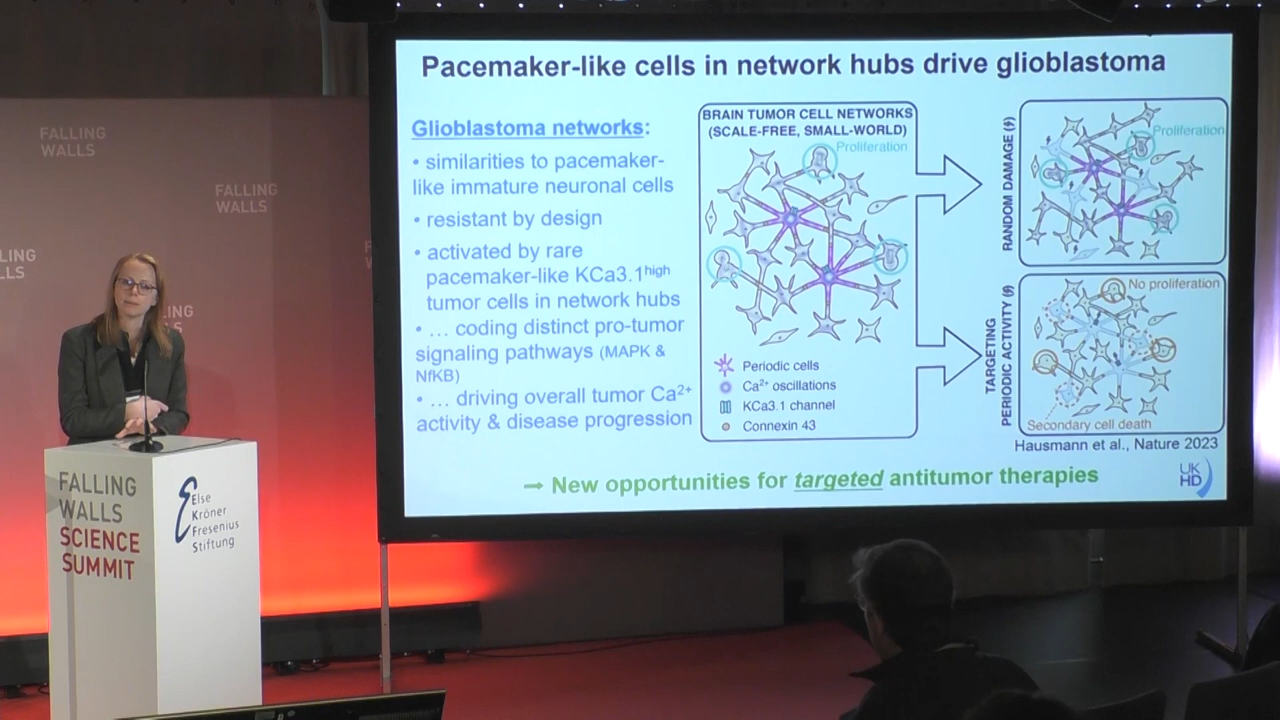 Pacemaker-like cells in network hubs drive glioblastoma
Glioblastoma networks:
• similarities to pacemaker-
like immature neuronal cells
• resistant by design
• activated by rare
pacemaker-like KCa3.1high
tumor cells in network hubs
• ... coding distinct pro-tumor
signaling pathways (MAPK &
NfKB)
• ... driving overall tumor Ca2+
activity & disease progression
BRAIN TUMOR CELL NETWORKS
(SCALE-FREE, SMALL-WORLD)
Proliferation
Periodic cells
Ca2+ oscillations
KCa3.1 channel
Connexin 43
RANDOM DAMAGE
Proliferation
TARGETING
PERIODIC ACTIVITY
No proliferation
Secondary cell death
Hausmann et al., Nature 2023
→ New opportunities for targeted antitumor therapies
UK
HD
FALLING
WALLS
FALLING
WALLS
LING
LLS
ING
S
FALLING
WALLS
SCIENCE
SUMMIT
Else
Kröner
Fresenius
Stiftung